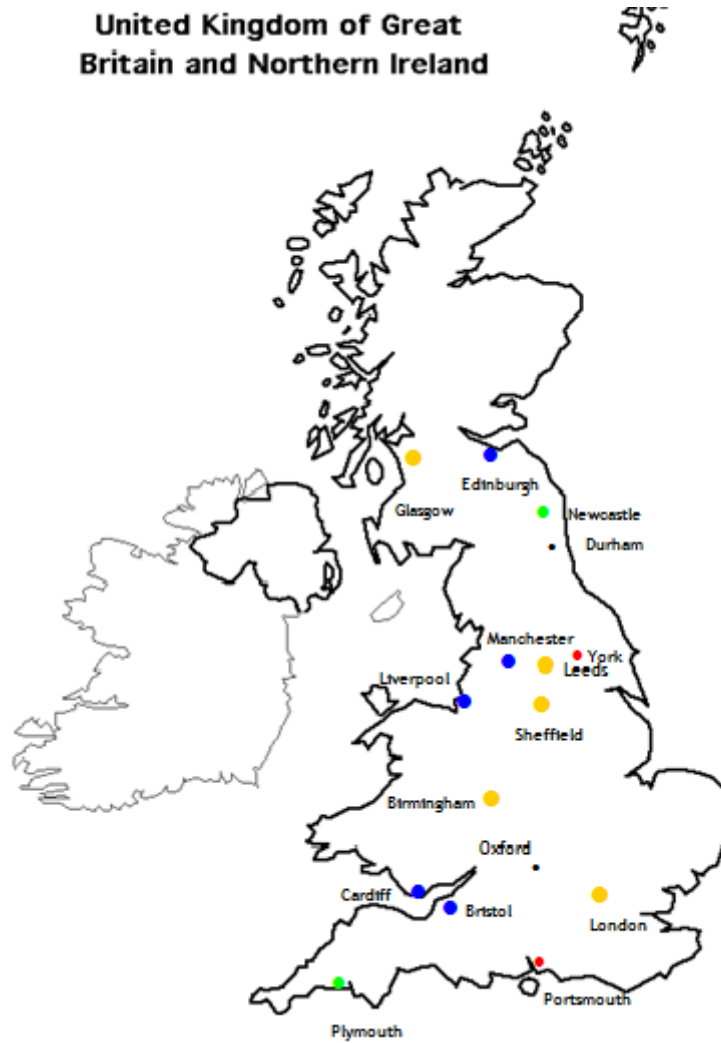 United Kingdom of Great
Britain and Northern Ireland
Edinburgh
Glasgow
Newcastle
Durham
Manchester
York
Leeds
Liverpool
Sheffield
Birmingham
Oxford
Cardiff
Bristol
London
Portsmouth
Plymouth